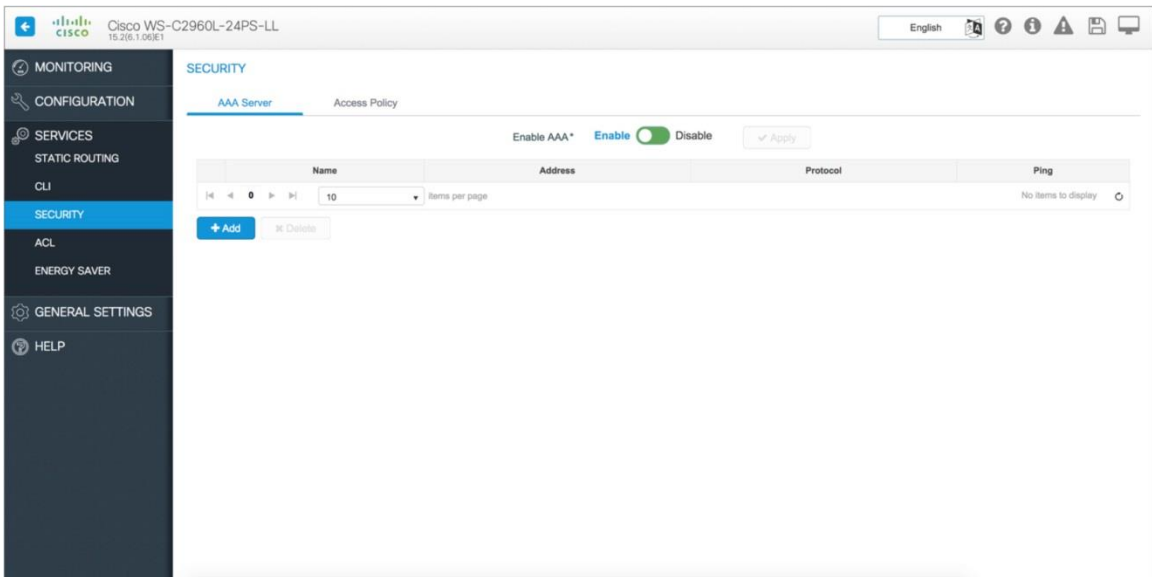 CISCO
Cisco WS-C2960L-24PS-LL
15.2(6.1.06)E1
English
MONITORING
CONFIGURATION
SERVICES
STATIC ROUTING
CLI
SECURITY
ACL
ENERGY SAVER
GENERAL SETTINGS
HELP
SECURITY
AAA Server Access Policy
Enable AAA* Enable Disable Apply
Name Address Protocol Ping
0 10 items per page No items to display
Add Delete